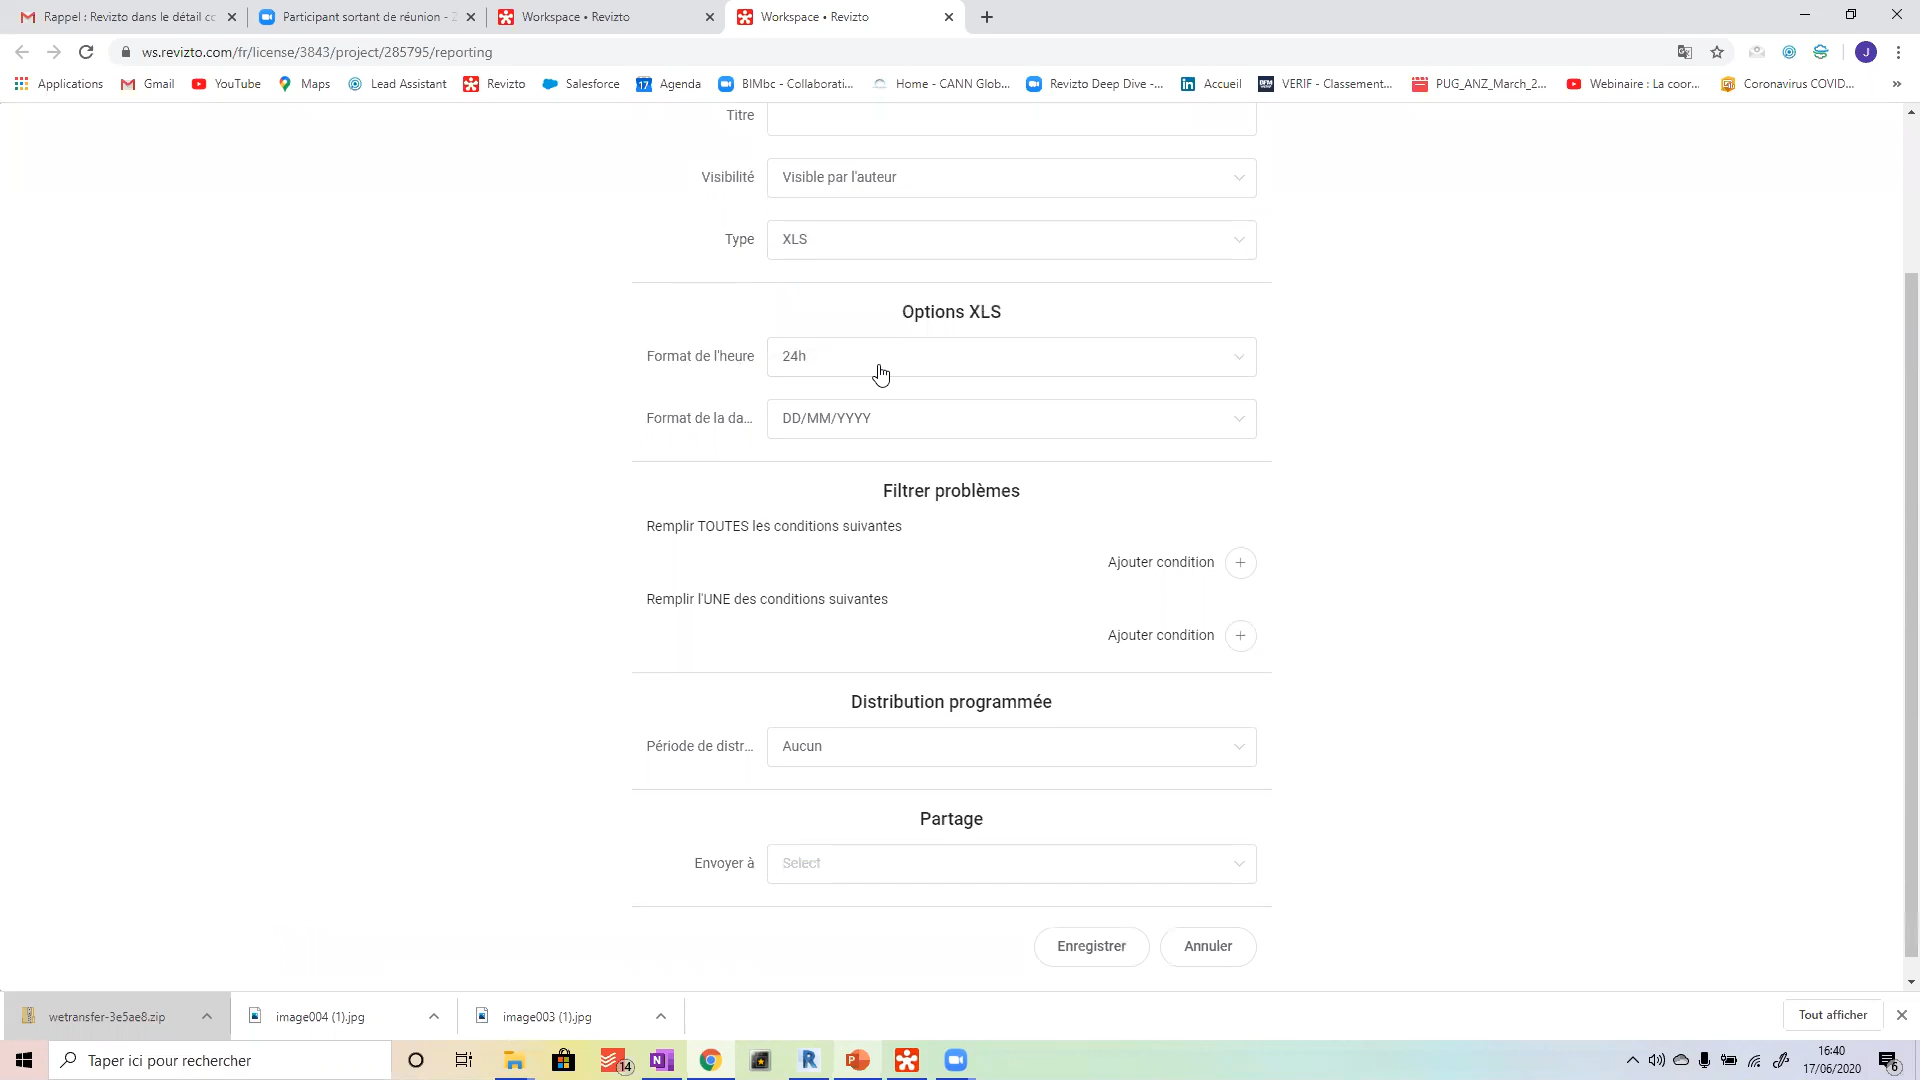 Rappel : Revizto dans le détail cc
Participant sortant de réunion - Z
Workspace • Revizto
Workspace • Revizto
ws.revizto.com/fr/license/3843/project/285795/reporting
J
Applications
Gmail
YouTube
Maps
Lead Assistant
Revizto
Salesforce
17 Agenda
BIMbc - Collaborati...
Home - CANN Glob...
Revizto Deep Dive -...
Accueil
VERIF - Classement...
PUG_ANZ_March_2...
Webinaire : La coor...
Coronavirus COVID...
»
Titre
Visibilité Visible par l'auteur
Type XLS
Options XLS
Format de l'heure 24h
Format de la da... DD/MM/YYYY
Filtrer problèmes
Remplir TOUTES les conditions suivantes
Ajouter condition +
Remplir l'UNE des conditions suivantes
Ajouter condition +
Distribution programmée
Période de distr... Aucun
Partage
Envoyer à Select
Enregistrer Annuler
wetransfer-3e5ae8.zip
image004 (1).jpg
image003 (1).jpg
Tout afficher
Taper ici pour rechercher
14
16:40
17/06/2020
6